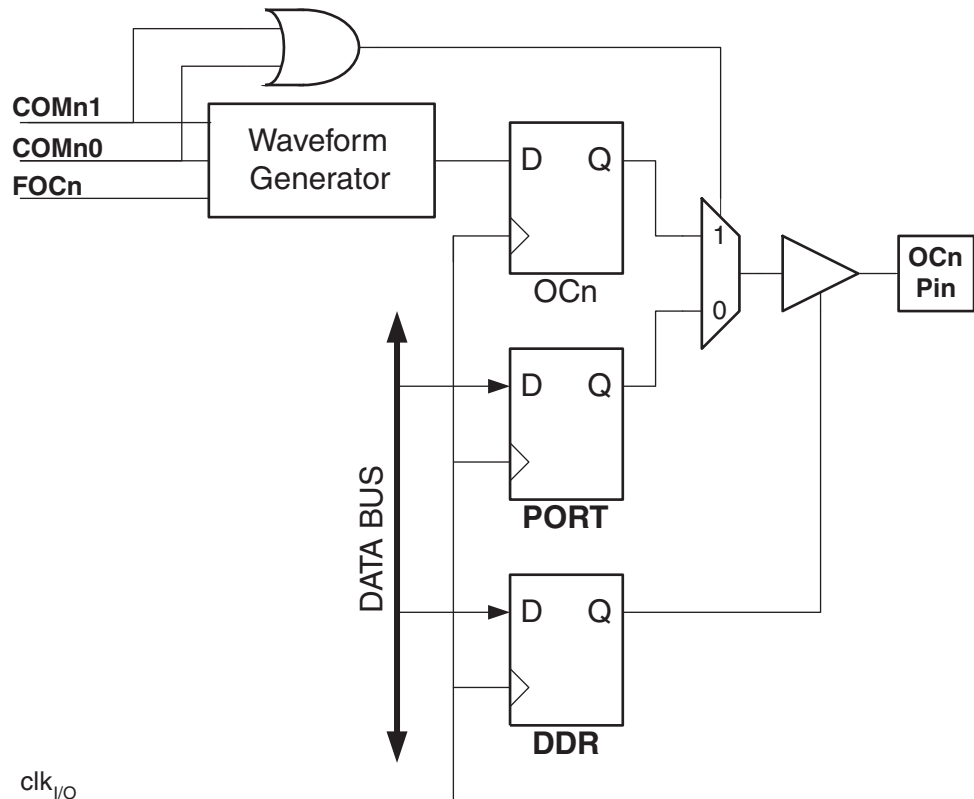 COMn1
COMn0
FOCn
Waveform
Generator
D Q
OCn
1
0
OCn
Pin
D Q
PORT
DATA BUS
D Q
DDR
clkI/O